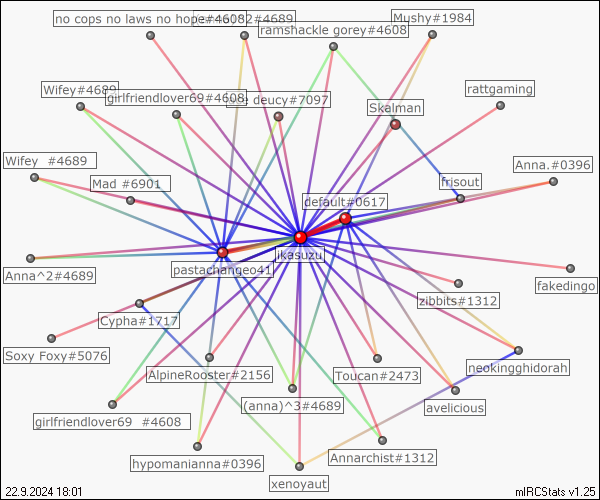 no cops no laws no hope#4608
2#4689
Mushy#1984
ramshackle gorey#4608
Wifey#4689
girlfriendlover69#4608
deucy#7097
Skalman
rattgaming
Wifey  #4689
Mad #6901
Anna.#0396
frisout
default#0617
ikasuzu
pastachangeo41
Anna^2#4689
fakedingo
zibbits#1312
Cypha#1717
Soxy Foxy#5076
neokingghidorah
AlpineRooster#2156
Toucan#2473
avelicious
(anna)^3#4689
girlfriendlover69  #4608
Annarchist#1312
hypomanianna#0396
xenoyaut
22.9.2024 18:01
mIRCStats v1.25